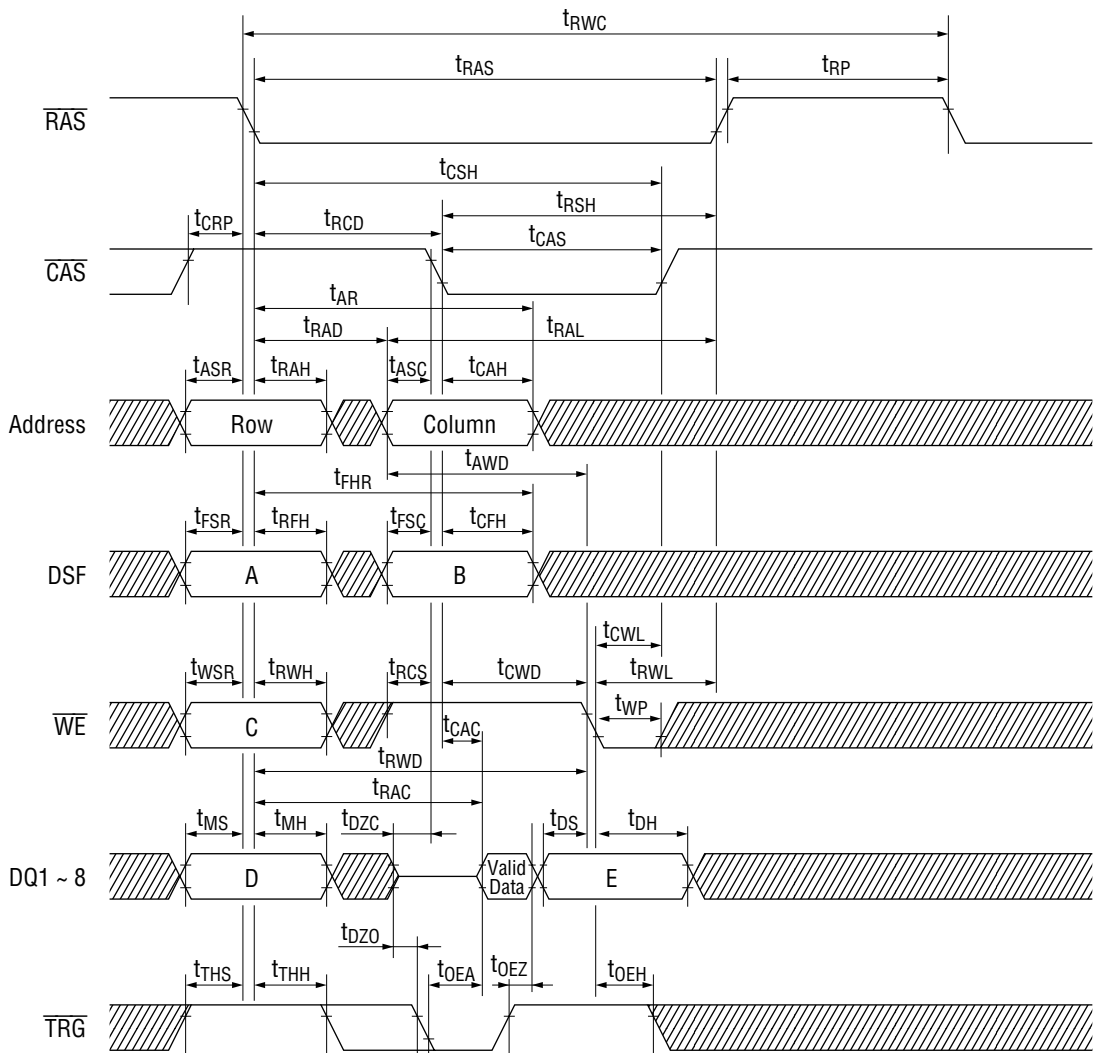 tRWC
tRAS
tRP
RAS
tCSH
tRSH
tCRP
tRCD
tCAS
CAS
tAR
tRAD
tRAL
tASR
tRAH
tASC
tCAH
Address
Row
Column
tAWD
tFHR
tFSR
tRFH
tFSC
tCFH
DSF
A
B
tCWL
tWSR
tRWH
tRCS
tCWD
tRWL
tWP
WE
C
tCAC
tRWD
tRAC
tMS
tMH
tDZC
tDS
tDH
DQ1 ~ 8
D
Valid
Data
E
tDZO
tTHS
tTHH
tOEA
tOEZ
tOEH
TRG